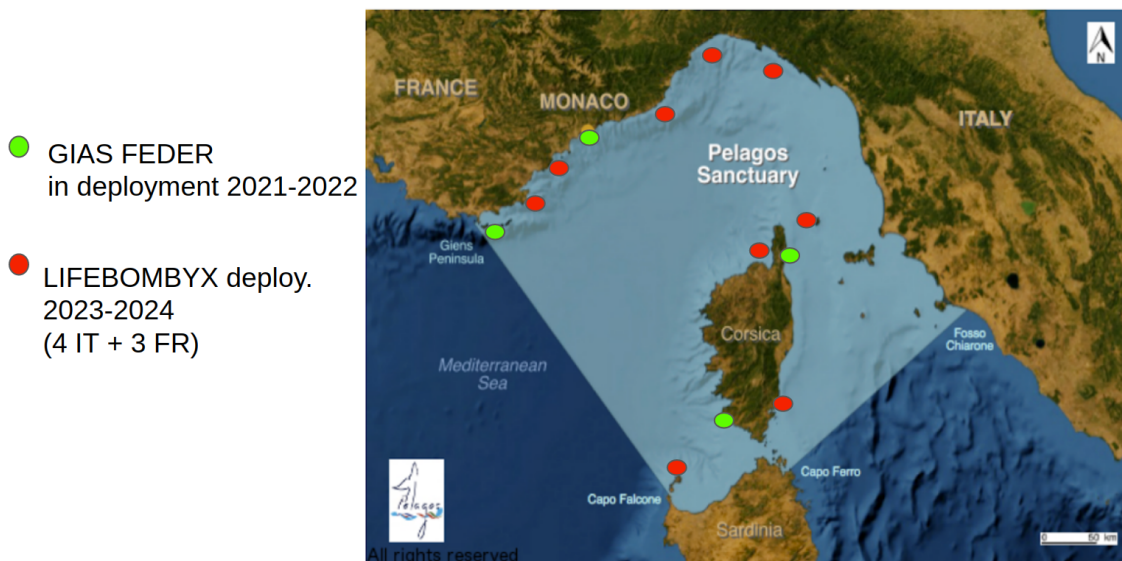 GIAS FEDER
in deployment 2021-2022
LIFEBOMBYX deploy.
2023-2024
(4 IT + 3 FR)
N
FRANCE
MONACO
ITALY
Pelagos
Sanctuary
Giens
Peninsula
Corsica
Fosso
Chiarone
Mediterranean
Sea
Capo Ferro
Capo Falcone
Pelagos
Sardinia
0 50 km
All rights reserved